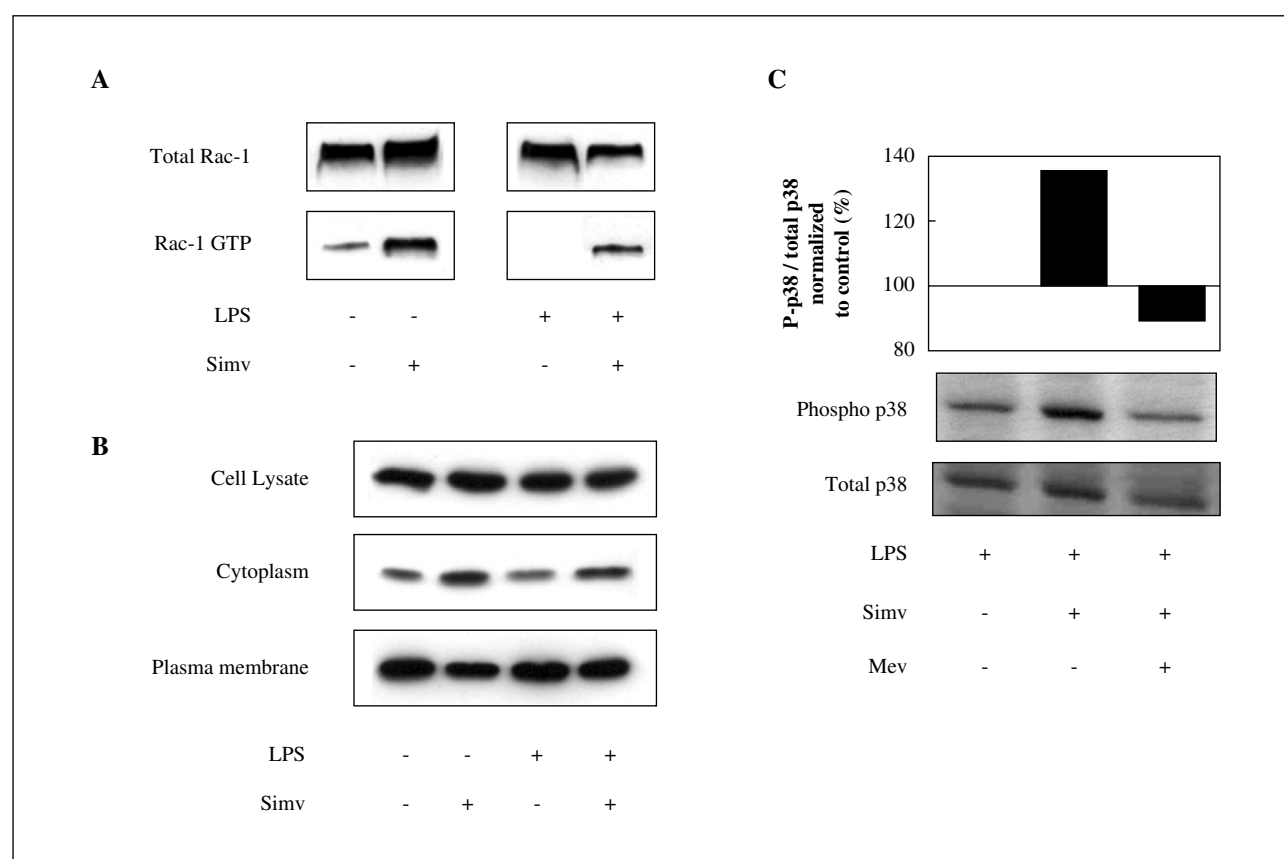 A
Total Rac-1
Rac-1 GTP
LPS - - + +
Simv - + - +
B
Cell Lysate
Cytoplasm
Plasma membrane
LPS - - + +
Simv - + - +
C
P-p38 / total p38
normalized
to control (%)
140
120
100
80
Phospho p38
Total p38
LPS + + +
Simv - + +
Mev - - +